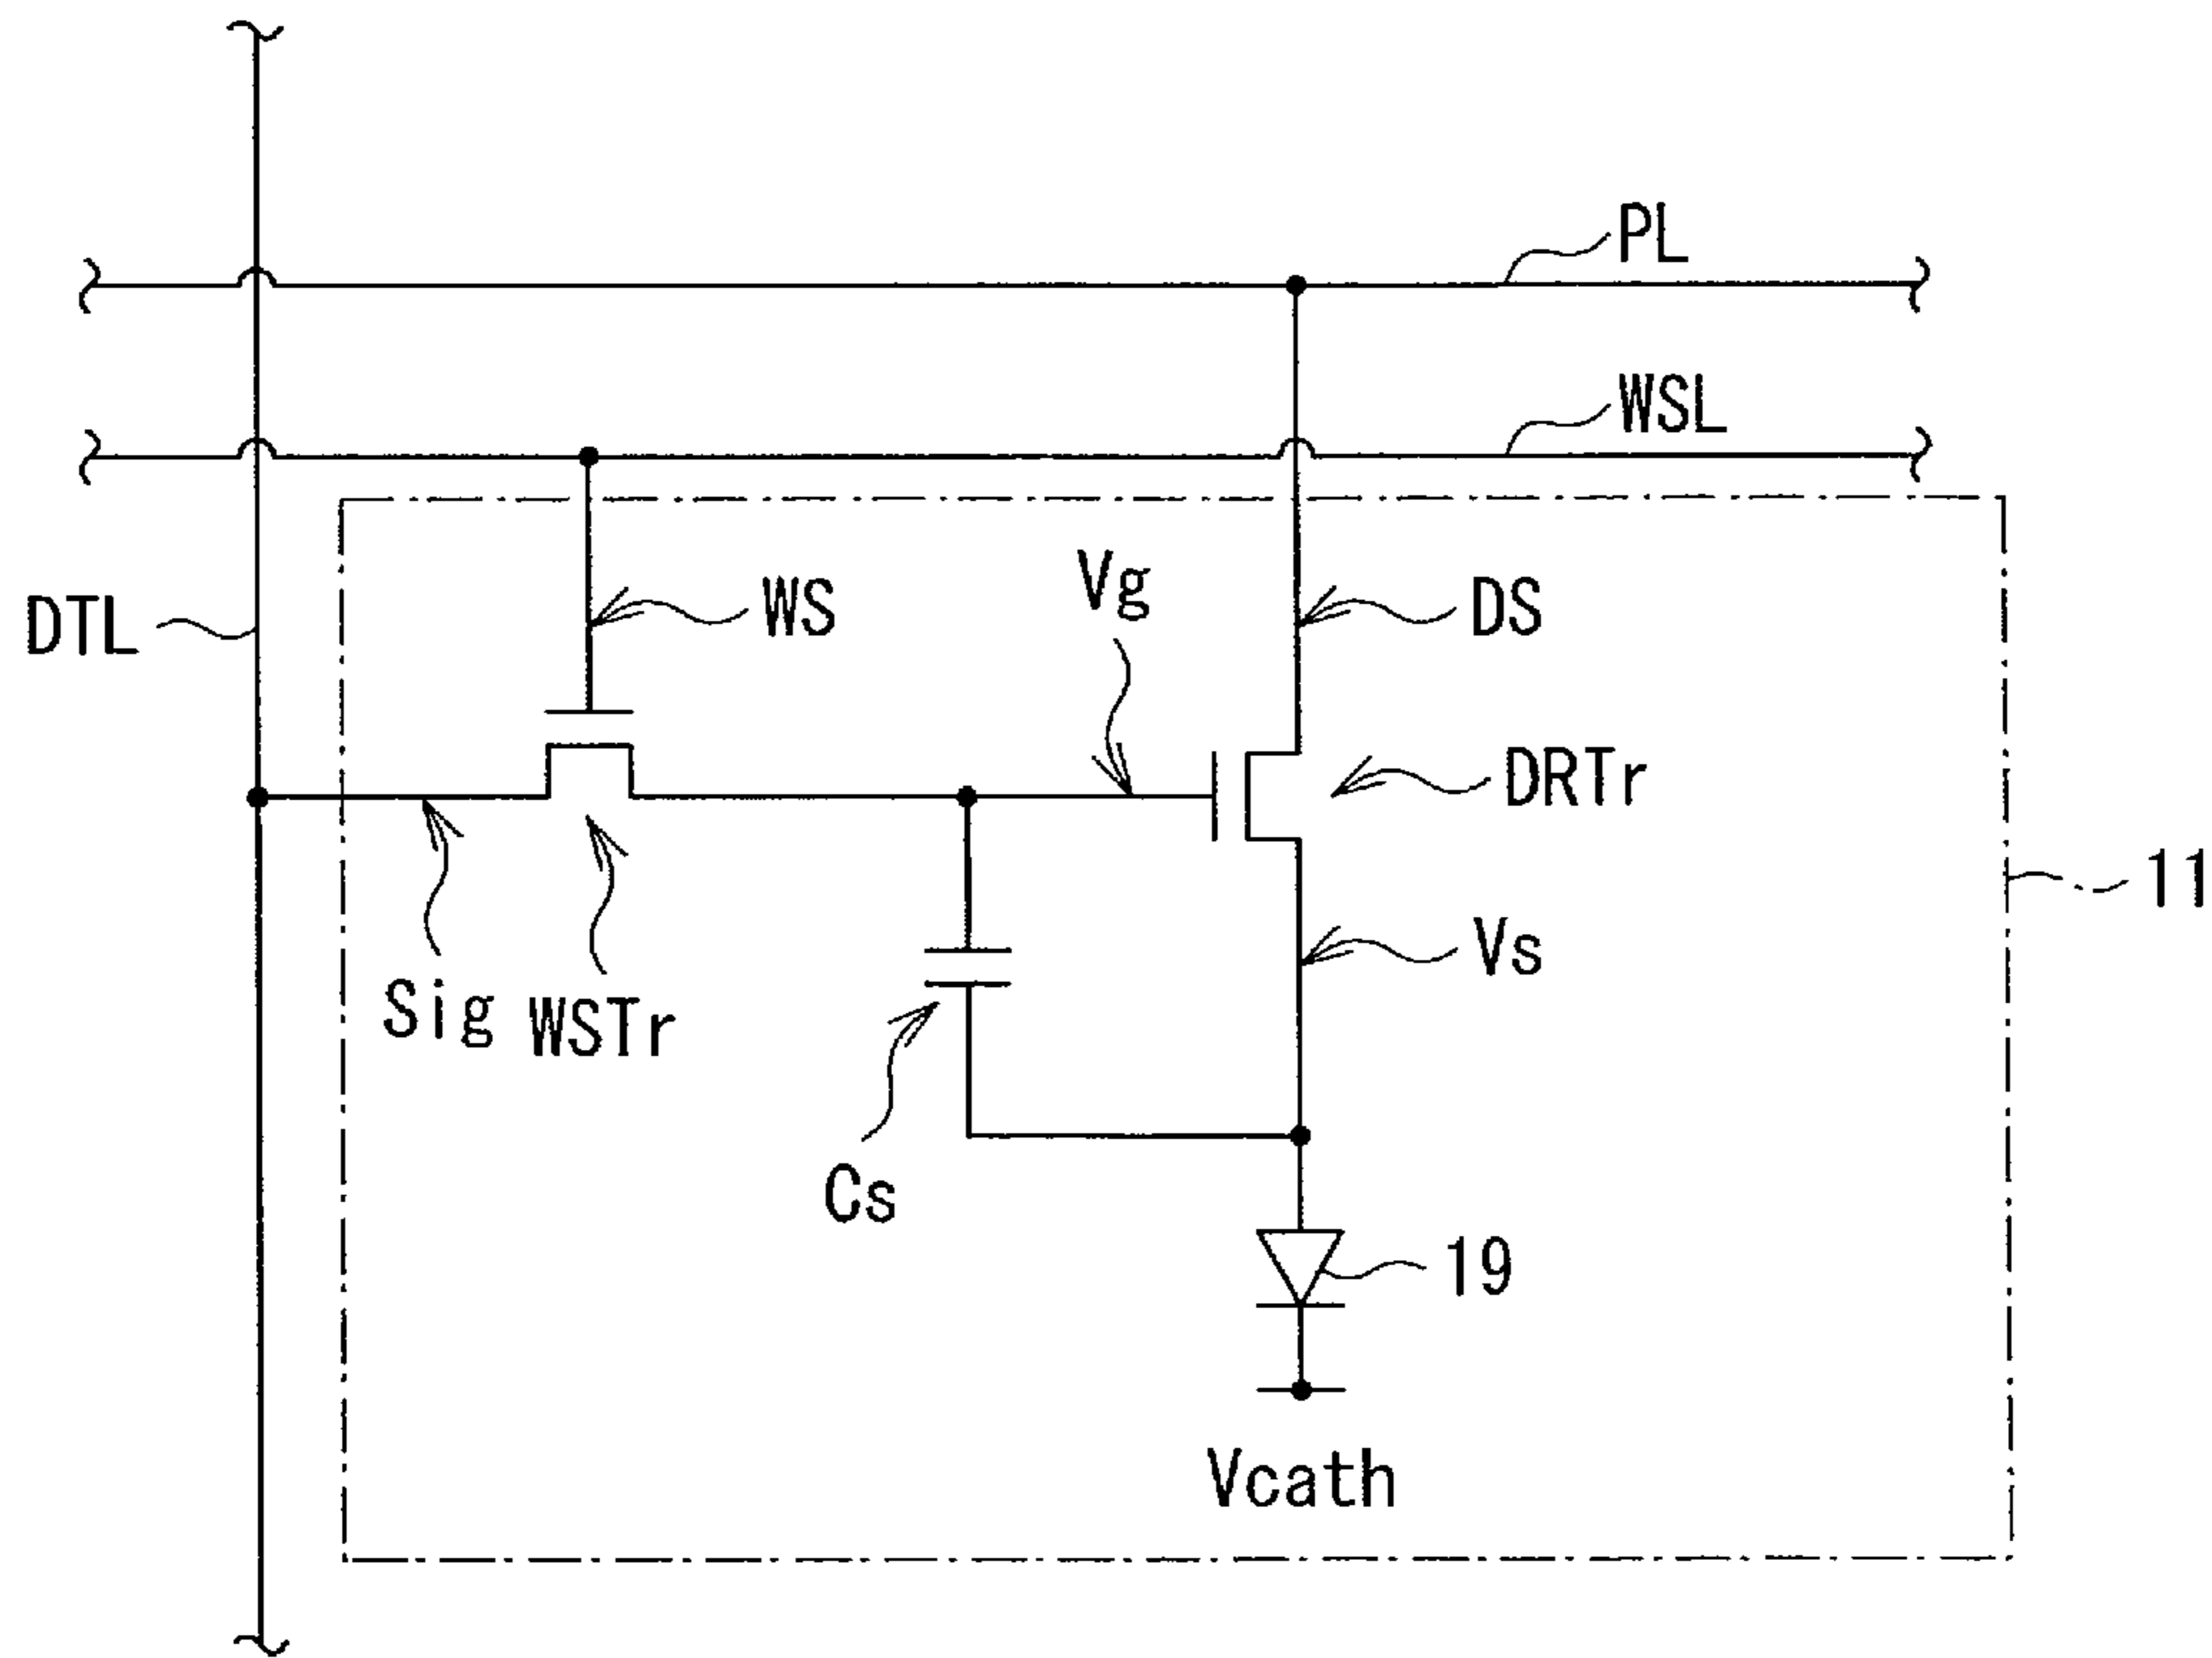 PL
WSL
Vg
WS
DS
DTL
DRTr
11
Vs
Sig
WSTr
Cs
19
Vcath